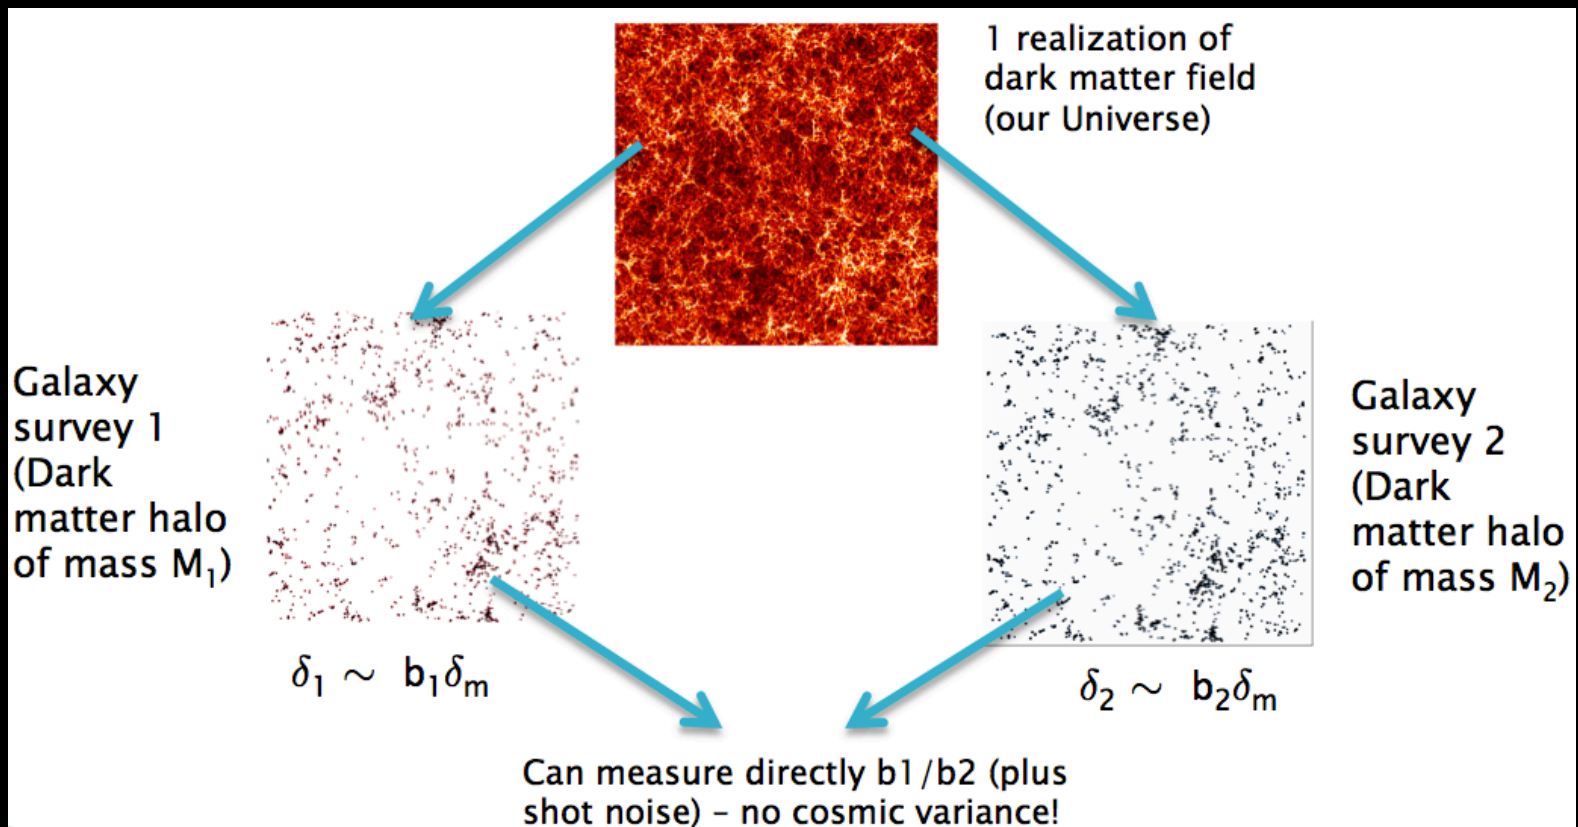 1 realization of
dark matter field
(our Universe)
Galaxy
survey 1
(Dark
matter halo
of mass M₁)
δ₁ ~ b₁δₘ
Galaxy
survey 2
(Dark
matter halo
of mass M₂)
δ₂ ~ b₂δₘ
Can measure directly b1/b2 (plus
shot noise) – no cosmic variance!